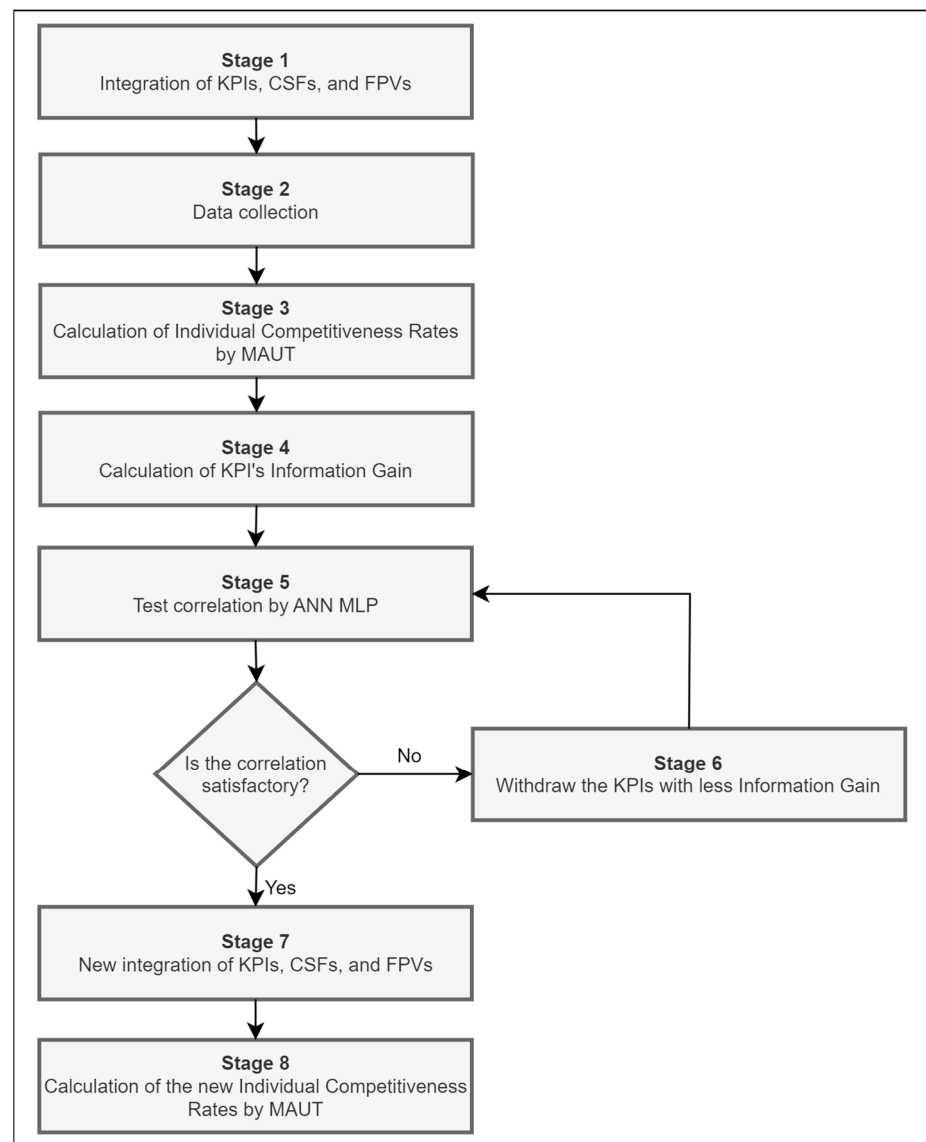 Stage 1
Integration of KPIs, CSFs, and FPVs
Stage 2
Data collection
Stage 3
Calculation of Individual Competitiveness Rates
by MAUT
Stage 4
Calculation of KPI's Information Gain
Stage 5
Test correlation by ANN MLP
Is the correlation
satisfactory?
No
Stage 6
Withdraw the KPIs with less Information Gain
Yes
Stage 7
New integration of KPIs, CSFs, and FPVs
Stage 8
Calculation of the new Individual Competitiveness
Rates by MAUT